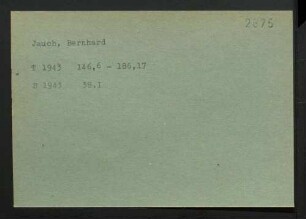 2875
Jauch, Bernhard
T 1943 146,6 - 186,17
S 1943 38.1